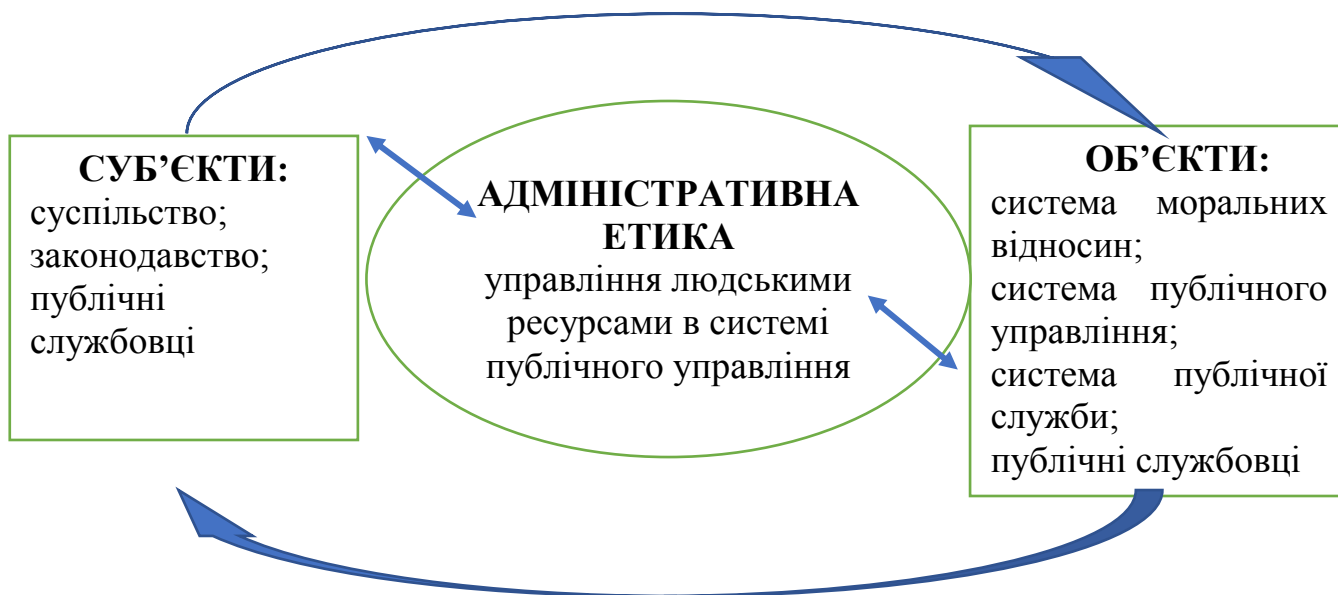 СУБ’ЄКТИ:
суспільство;
законодавство;
публічні
службовці
АДМІНІСТРАТИВНА
ЕТИКА
управління людськими
ресурсами в системі
публічного управління
ОБ’ЄКТИ:
система моральних
відносин;
система публічного
управління;
система публічної
служби;
публічні службовці